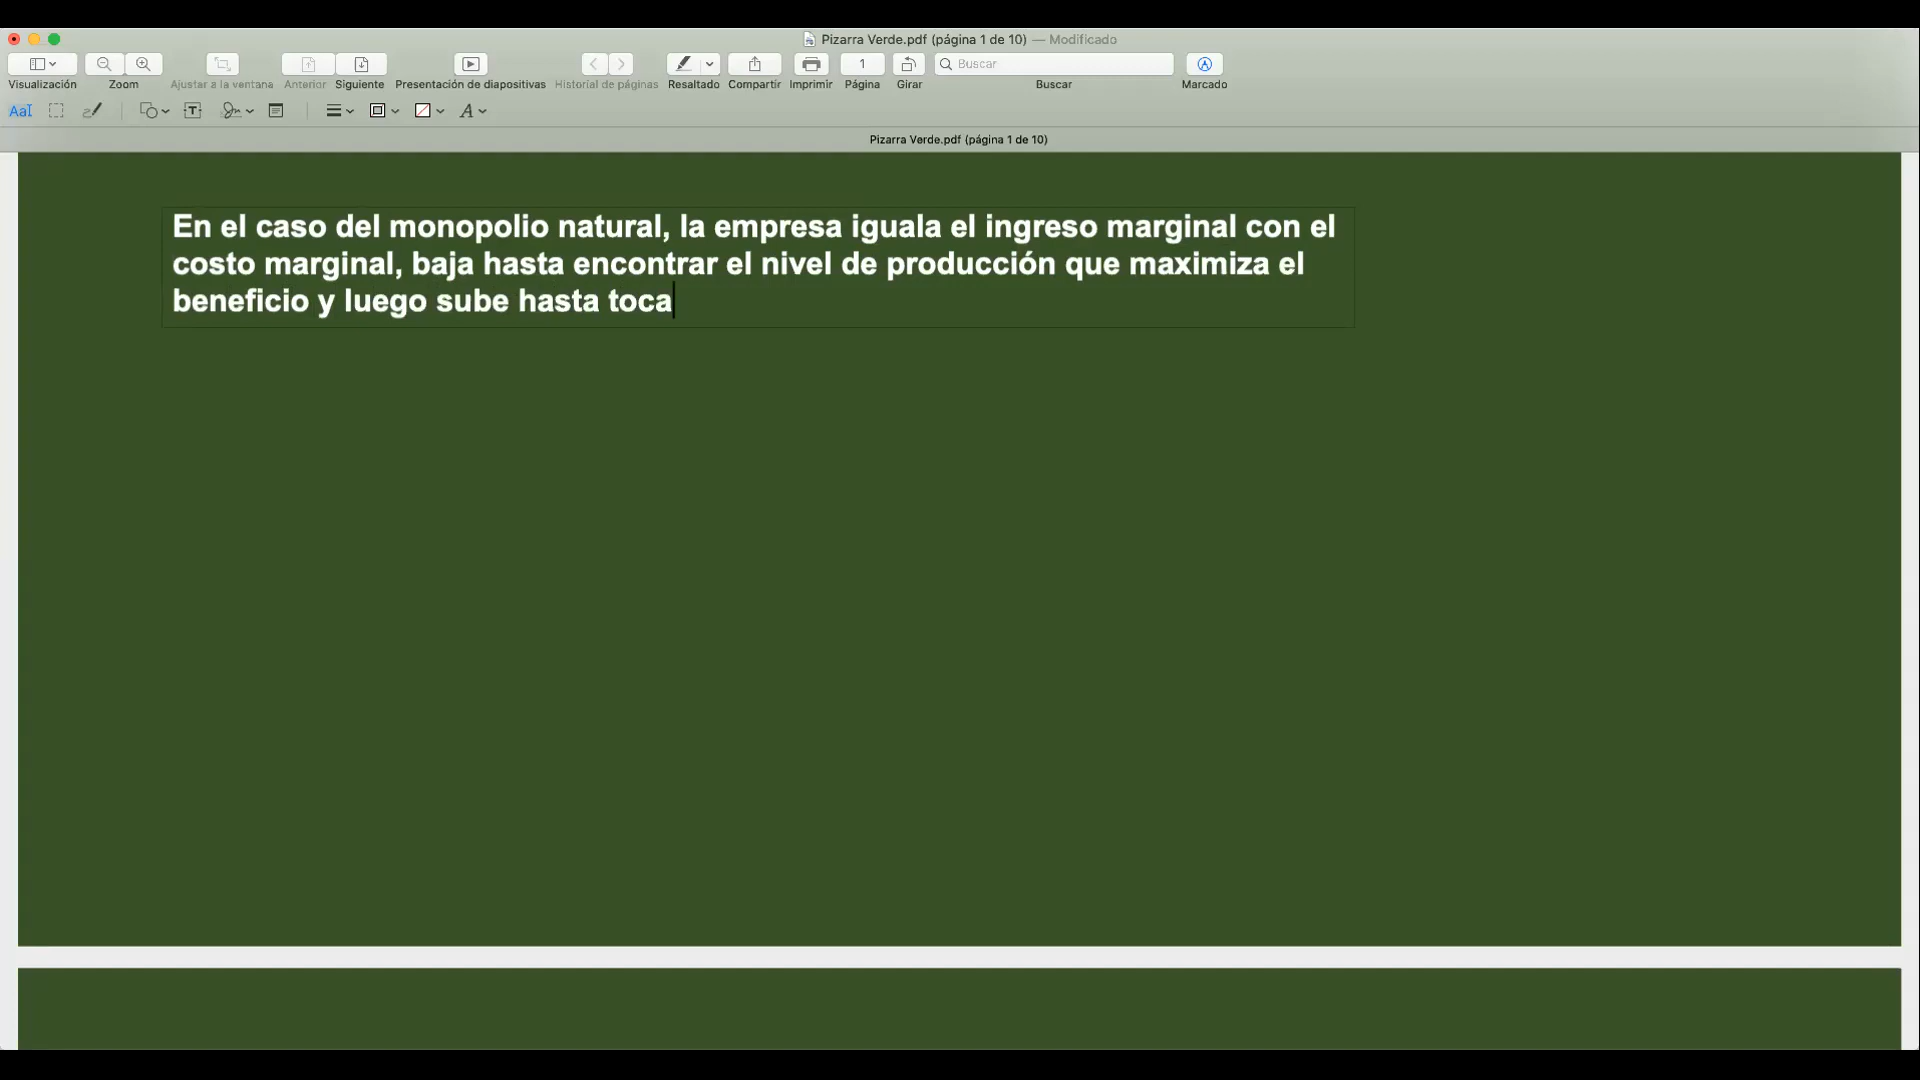 Pizarra Verde.pdf (página 1 de 10) — Modificado
Visualización
Zoom
Ajustar a la ventana
Anterior
Siguiente
Presentación de diapositivas
Historial de páginas
Resaltado
Compartir
Imprimir
1
Página
Girar
Buscar
Buscar
Marcado
AaI
T
A
Pizarra Verde.pdf (página 1 de 10)
En el caso del monopolio natural, la empresa iguala el ingreso marginal con el
costo marginal, baja hasta encontrar el nivel de producción que maximiza el
beneficio y luego sube hasta toca